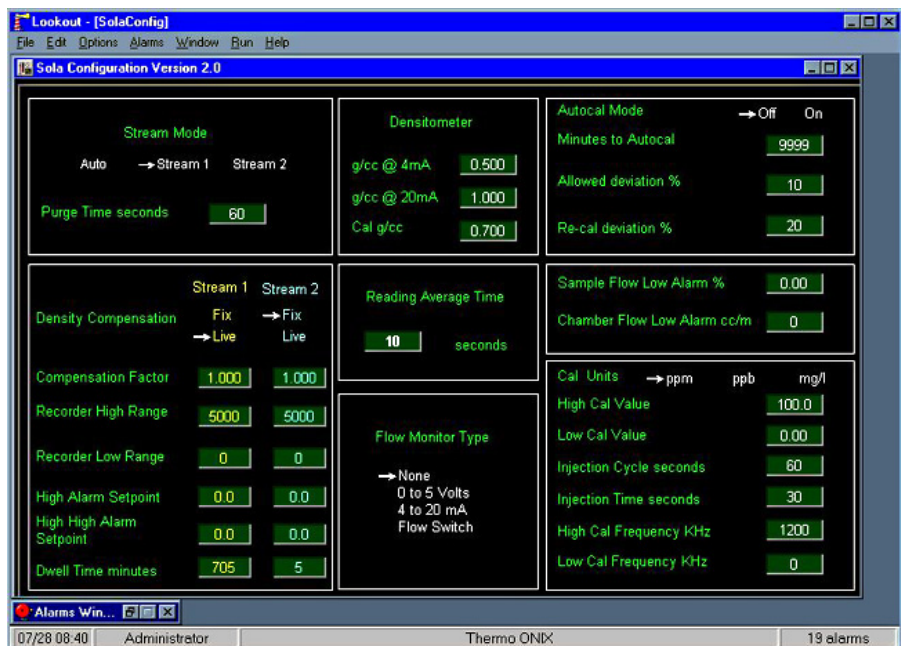 Lookout - [SolaConfig]
File Edit Options Alarms Window Run Help
Sola Configuration Version 2.0
Stream Mode
Auto →Stream 1 Stream 2
Purge Time seconds 60
Densitometer
g/cc @ 4mA 0.500
g/cc @ 20mA 1.000
Cal g/cc 0.700
Autocal Mode →Off On
Minutes to Autocal 9999
Allowed deviation % 10
Re-cal deviation % 20
Stream 1 Stream 2
Density Compensation Fix →Fix
→Live Live
Compensation Factor 1.000 1.000
Recorder High Range 5000 5000
Recorder Low Range 0 0
High Alarm Setpoint 0.0 0.0
High High Alarm
Setpoint 0.0 0.0
Dwell Time minutes 705 5
Reading Average Time
10 seconds
Flow Monitor Type
→None
0 to 5 Volts
4 to 20 mA
Flow Switch
Sample Flow Low Alarm % 0.00
Chamber Flow Low Alarm cc/m 0
Cal Units →ppm ppb mg/l
High Cal Value 100.0
Low Cal Value 0.00
Injection Cycle seconds 60
Injection Time seconds 30
High Cal Frequency KHz 1200
Low Cal Frequency KHz 0
Alarms Win...
07/28 08:40 Administrator Thermo ONIX 19 alarms